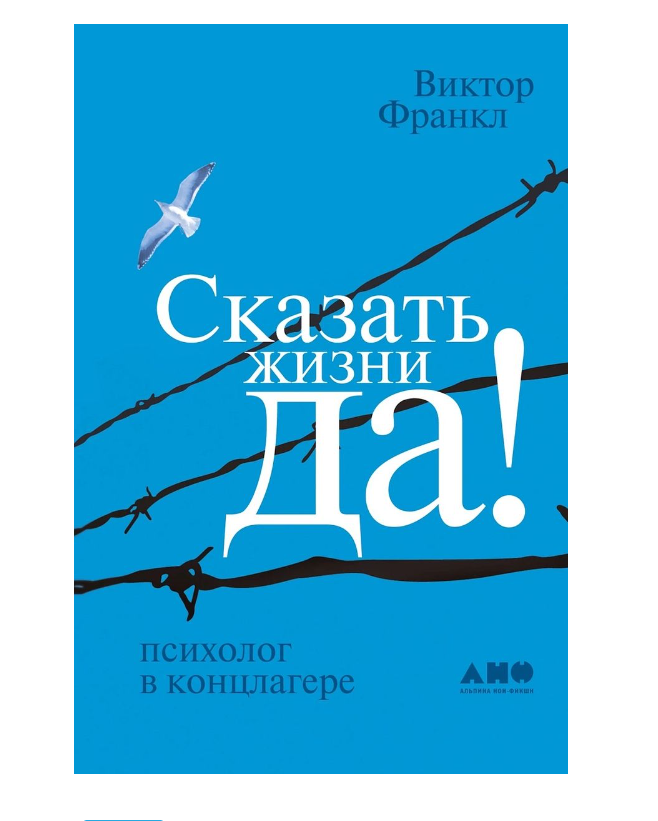 Виктор
Франкл
Сказать
жизни
да!
психолог
в концлагере
АНФ
АЛЬПИНА НОН-ФИКШН